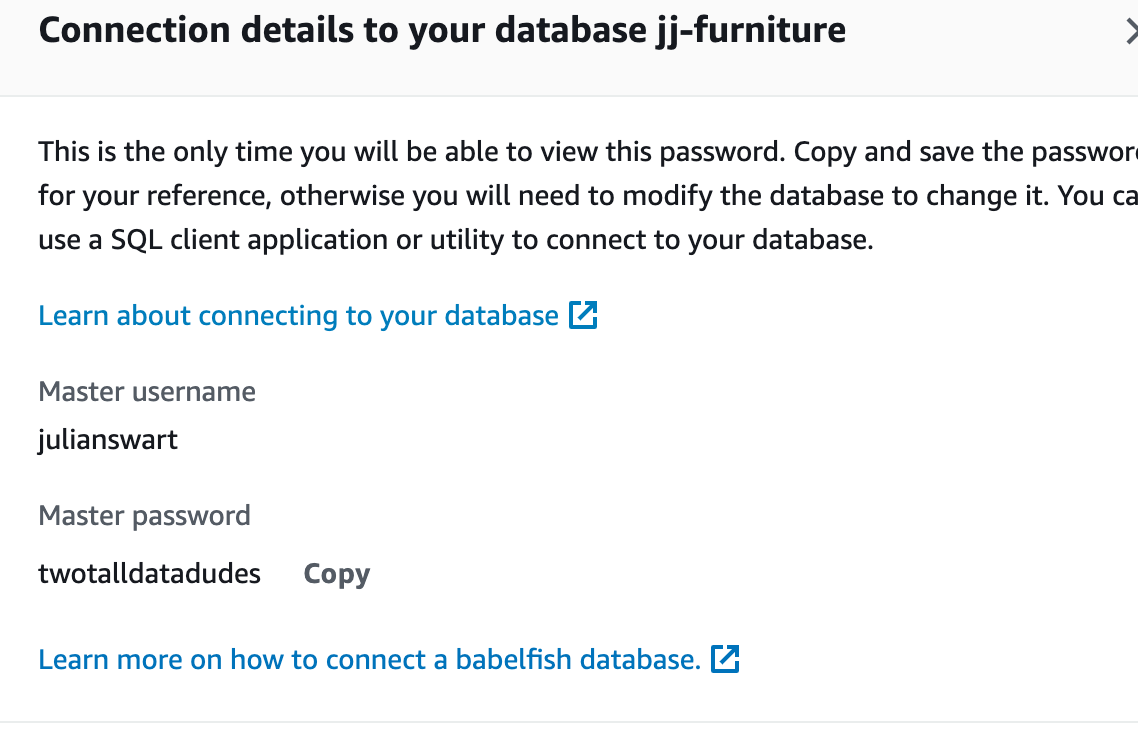 Connection details to your database jj-furniture
This is the only time you will be able to view this password. Copy and save the password
for your reference, otherwise you will need to modify the database to change it. You ca
use a SQL client application or utility to connect to your database.
Learn about connecting to your database
Master username
julianswart
Master password
twotalldatadudes Copy
Learn more on how to connect a babelfish database.